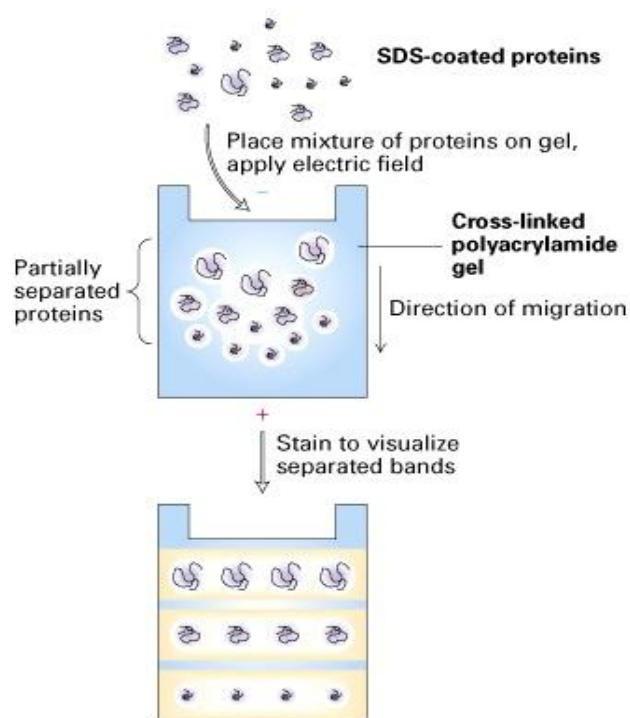 SDS-coated proteins
Place mixture of proteins on gel,
apply electric field
−
Cross-linked
polyacrylamide
gel
Partially
separated
proteins
Direction of migration
+
Stain to visualize
separated bands